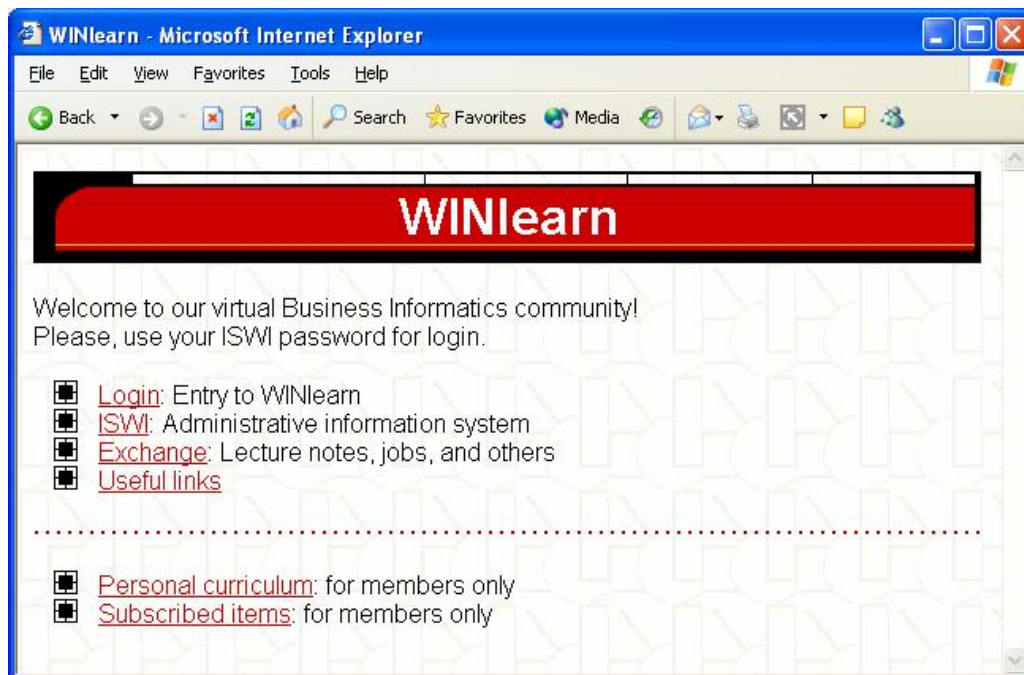 WINlearn - Microsoft Internet Explorer
File Edit View Favorites Tools Help
Back Search Favorites Media
WINlearn
Welcome to our virtual Business Informatics community!
Please, use your ISWI password for login.
Login: Entry to WINlearn
ISWI: Administrative information system
Exchange: Lecture notes, jobs, and others
Useful links
Personal curriculum: for members only
Subscribed items: for members only